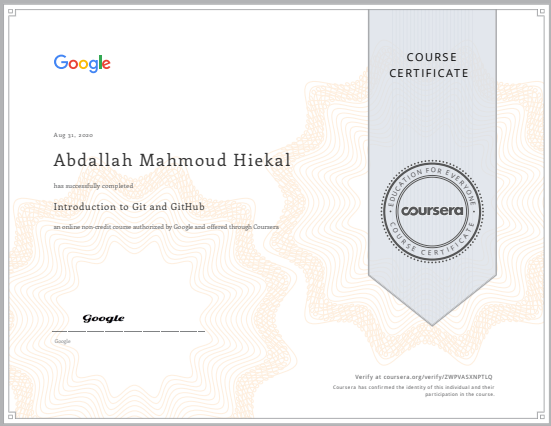 Google
COURSE
CERTIFICATE
Aug 31, 2020
Abdallah Mahmoud Hiekal
has successfully completed
Introduction to Git and GitHub
an online non-credit course authorized by Google and offered through Coursera
EDUCATION FOR EVERYONE
coursera
COURSE CERTIFICATE
Google
Google
Verify at coursera.org/verify/ZWPVASXNPTLQ
Coursera has confirmed the identity of this individual and their
participation in the course.